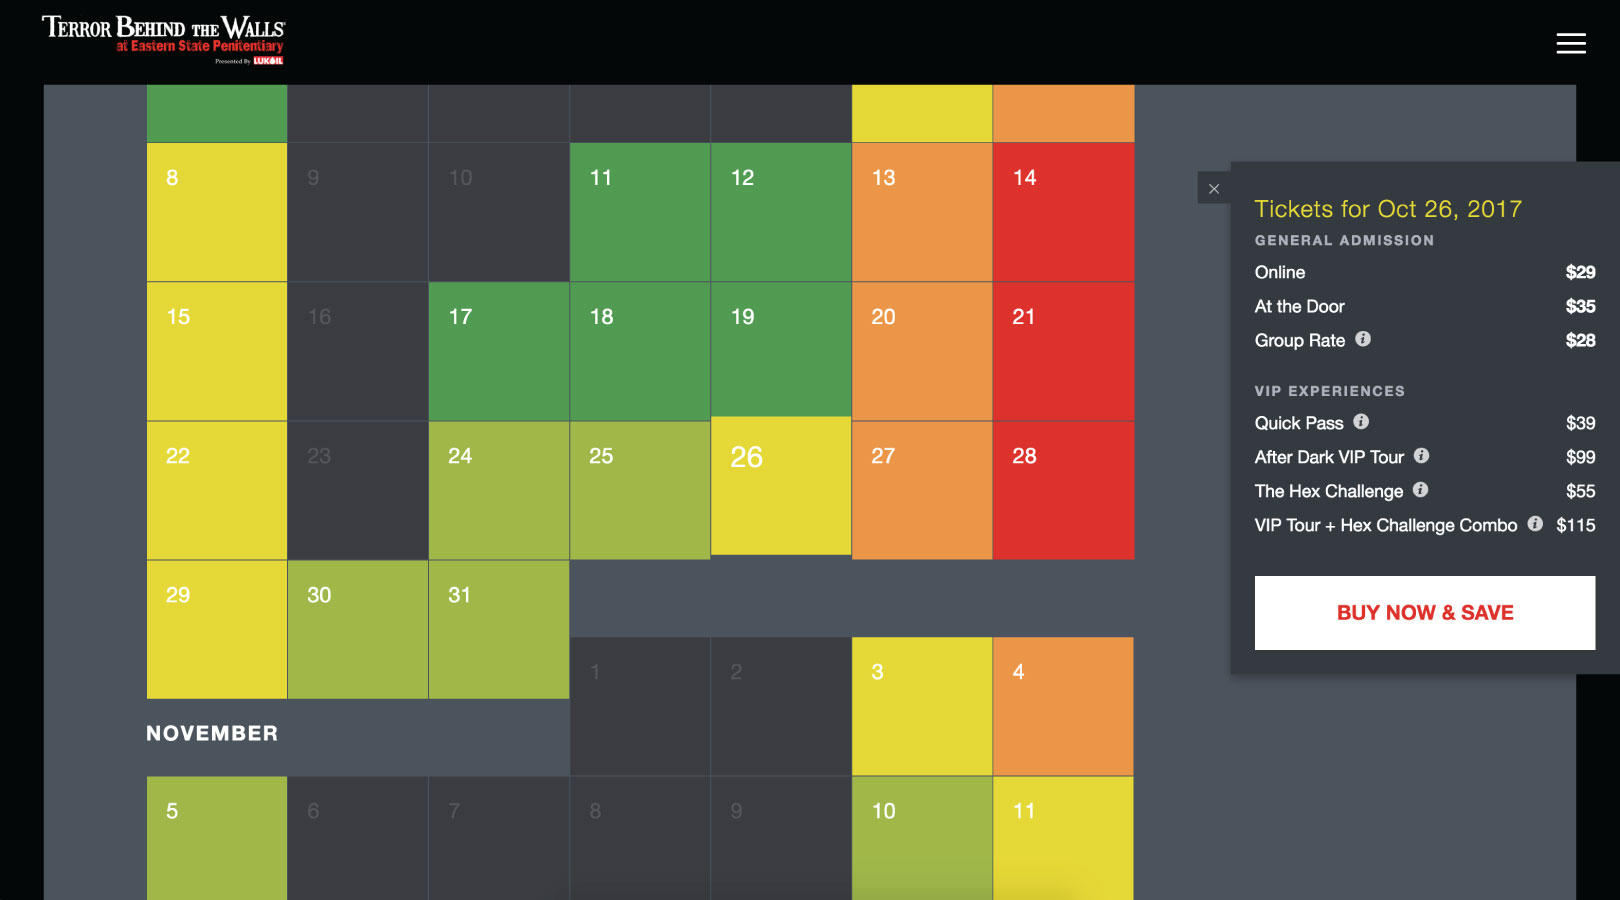 TERROR BEHIND THE WALLS
at Eastern State Penitentiary
Presented By LUKOIL
8 9 10 11 12 13 14
15 16 17 18 19 20 21
22 23 24 25 26 27 28
29 30 31
1 2 3 4
NOVEMBER
5 6 7 8 9 10 11
Tickets for Oct 26, 2017
GENERAL ADMISSION
Online $29
At the Door $35
Group Rate i $28
VIP EXPERIENCES
Quick Pass i $39
After Dark VIP Tour i $99
The Hex Challenge i $55
VIP Tour + Hex Challenge Combo i $115
BUY NOW & SAVE